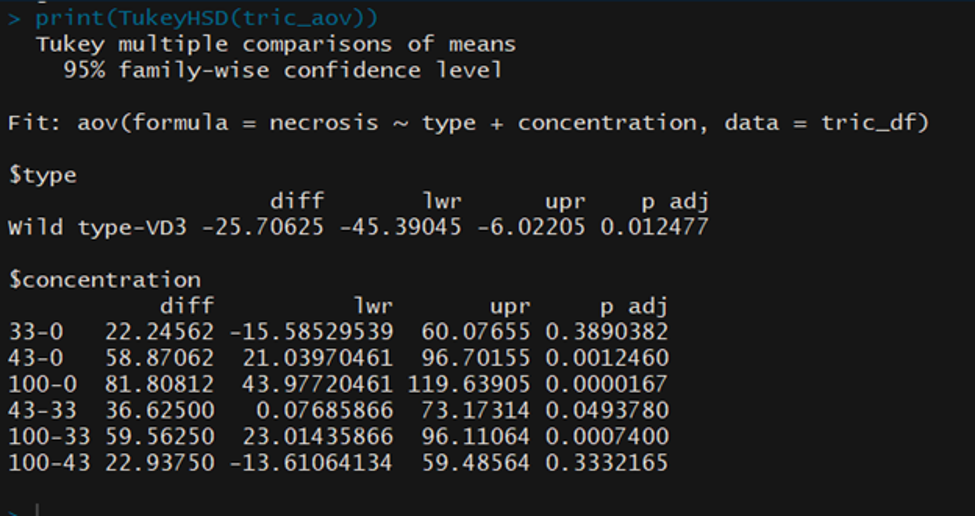 > print(TukeyHSD(tric_aov))
  Tukey multiple comparisons of means
    95% family-wise confidence level

Fit: aov(formula = necrosis ~ type + concentration, data = tric_df)

$type
                   diff       lwr      upr    p adj
Wild type-VD3 -25.70625 -45.39045 -6.02205 0.012477

$concentration
           diff          lwr       upr     p adj
33-0   22.24562 -15.58529539  60.07655 0.3890382
43-0   58.87062  21.03970461  96.70155 0.0012460
100-0  81.80812  43.97720461 119.63905 0.0000167
43-33  36.62500   0.07685866  73.17314 0.0493780
100-33 59.56250  23.01435866  96.11064 0.0007400
100-43 22.93750 -13.61064134  59.48564 0.3332165

>